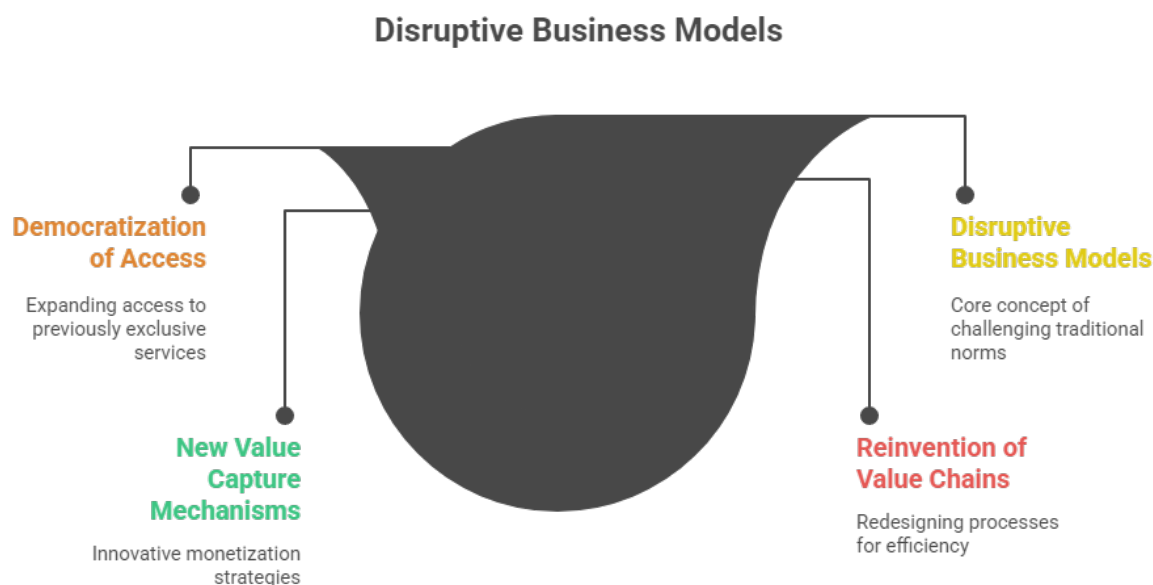 Disruptive Business Models
Democratization
of Access
Expanding access to
previously exclusive
services
New Value
Capture
Mechanisms
Innovative monetization
strategies
Disruptive
Business Models
Core concept of
challenging traditional
norms
Reinvention of
Value Chains
Redesigning processes
for efficiency